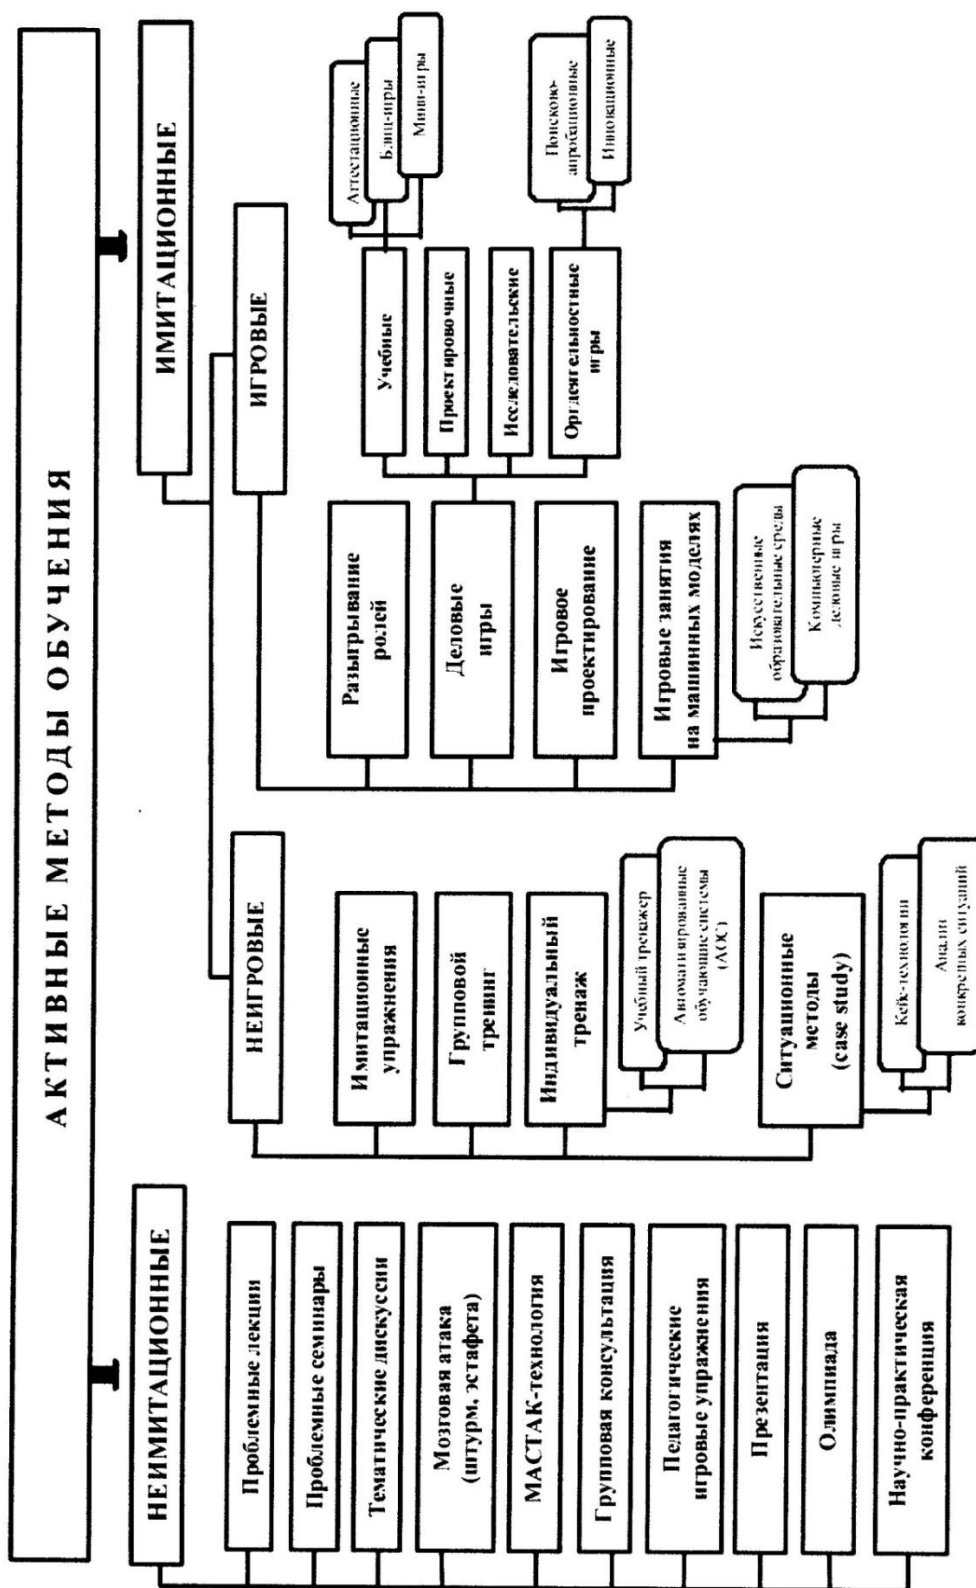 АКТИВНЫЕ МЕТОДЫ ОБУЧЕНИЯ
НЕИМИТАЦИОННЫЕ
Проблемные лекции
Проблемные семинары
Тематические дискуссии
Мозговая атака
(штурм, эстафета)
МАСТАК-технология
Групповая консультация
Педагогические
игровые упражнения
Презентация
Олимпиада
Научно-практическая
конференция
ИМИТАЦИОННЫЕ
НЕИГРОВЫЕ
Имитационные
упражнения
Групповой
тренинг
Индивидуальный
тренаж
Учебный тренажер
Автоматизированные
обучающие системы
(АОС)
Ситуационные
методы
(case study)
Кейс-технологии
Анализ
конкретных ситуаций
ИГРОВЫЕ
Разыгрывание
ролей
Деловые
игры
Учебные
Аттестационные
Блиц-игры
Мини-игры
Проектировочные
Исследовательские
Оргдеятельностные
игры
Поисково-
апробационные
Инновационные
Игровое
проектирование
Игровые занятия
на машинных моделях
Искусственные
образовательные среды
Компьютерные
деловые игры